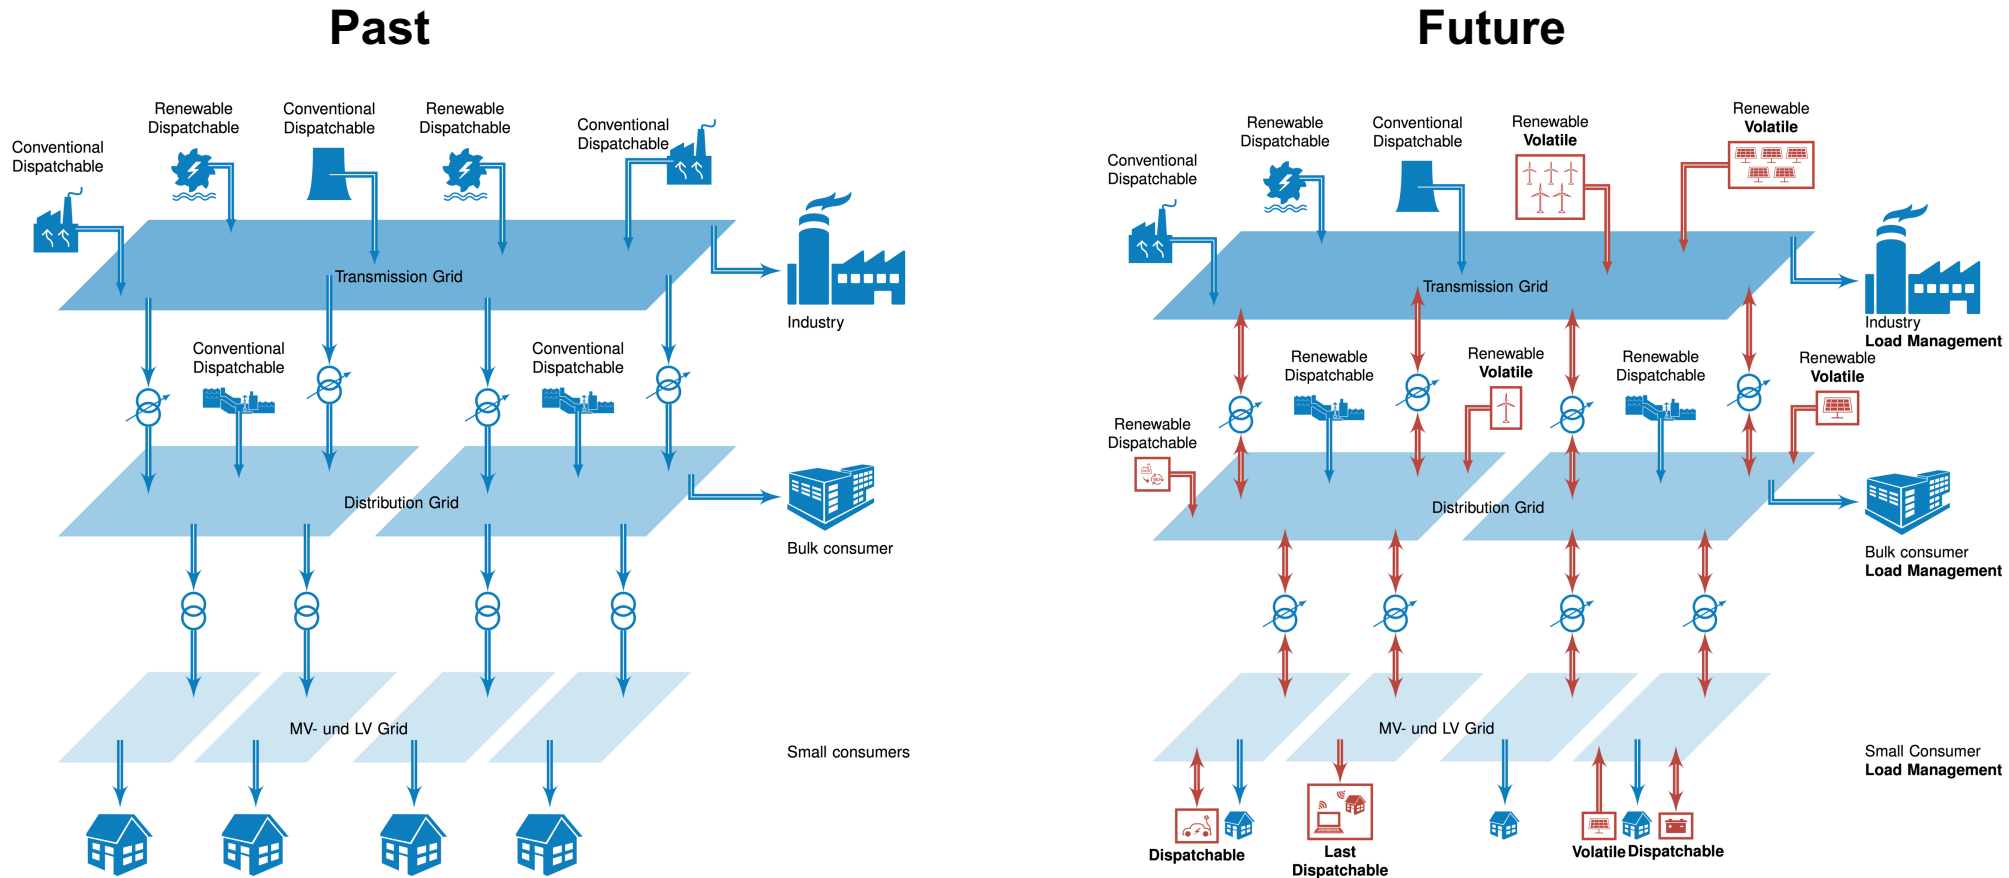 Past
Renewable
Dispatchable
Conventional
Dispatchable
Renewable
Dispatchable
Conventional
Dispatchable
Conventional
Dispatchable
Transmission Grid
Industry
Conventional
Dispatchable
Conventional
Dispatchable
Distribution Grid
Bulk consumer
MV- und LV Grid
Small consumers
Future
Renewable
Volatile
Renewable
Dispatchable
Conventional
Dispatchable
Renewable
Volatile
Conventional
Dispatchable
Transmission Grid
Industry
Load Management
Renewable
Dispatchable
Renewable
Volatile
Renewable
Dispatchable
Renewable
Volatile
Renewable
Dispatchable
Distribution Grid
Bulk consumer
Load Management
MV- und LV Grid
Small Consumer
Load Management
Dispatchable
Last
Dispatchable
Volatile
Dispatchable